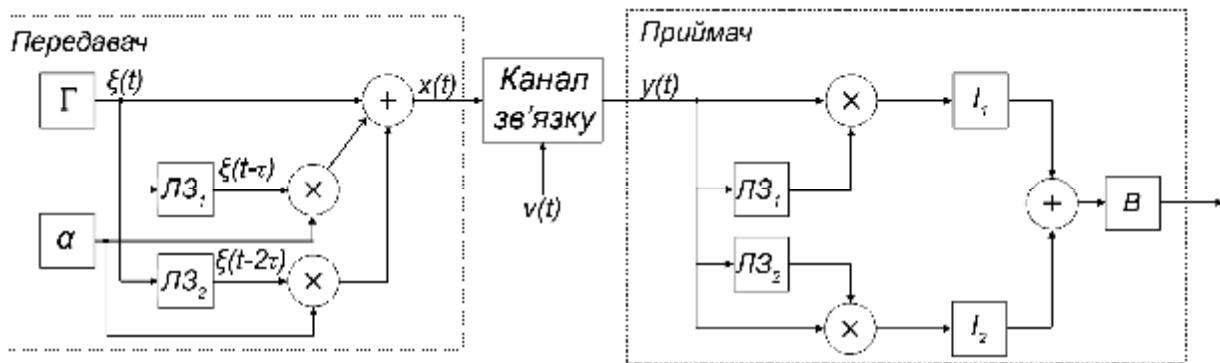 Передавач
Г
ξ(t)
+
x(t)
ЛЗ₁
ξ(t-τ)
×
α
ЛЗ₂
ξ(t-2τ)
×
Канал
зв'язку
v(t)
Приймач
y(t)
×
I₁
ЛЗ₁
+
В
ЛЗ₂
×
I₂